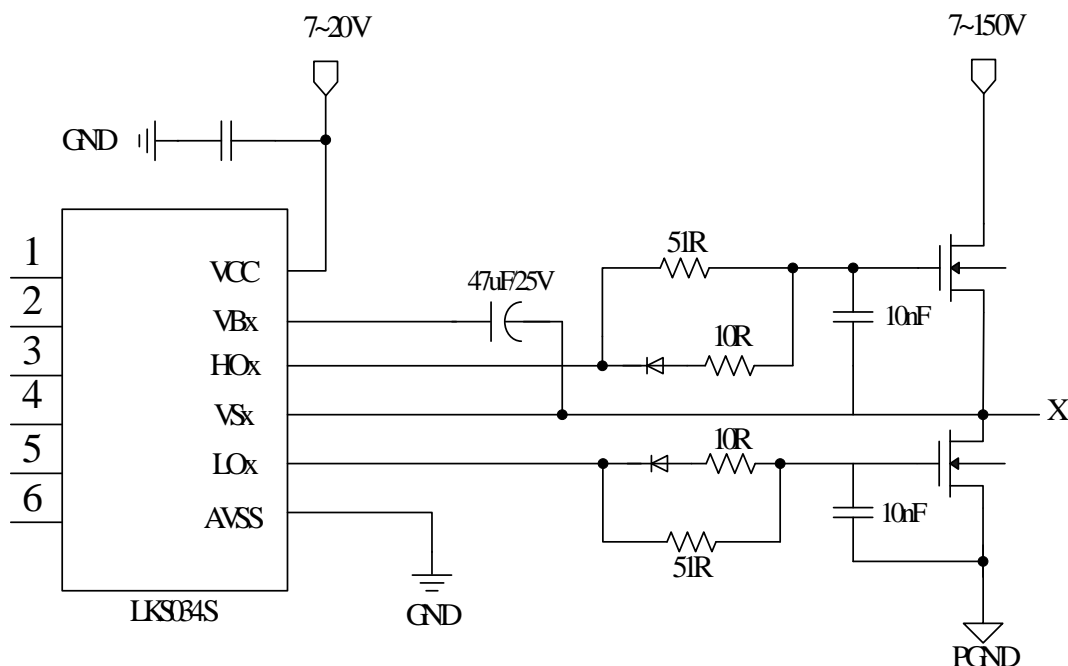 7~20V
7~150V
GND
1
2
3
4
5
6
VCC
VBx
HOx
VSx
LOx
AVSS
47uF/25V
51R
10R
10nF
X
10R
51R
10nF
GND
LKS034S
PGND